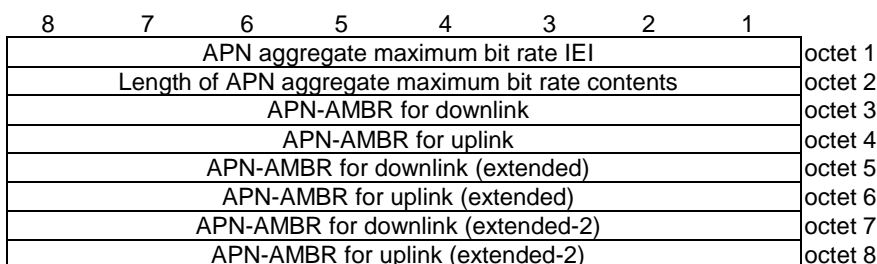 8 7 6 5 4 3 2 1
APN aggregate maximum bit rate IEI octet 1
Length of APN aggregate maximum bit rate contents octet 2
APN-AMBR for downlink octet 3
APN-AMBR for uplink octet 4
APN-AMBR for downlink (extended) octet 5
APN-AMBR for uplink (extended) octet 6
APN-AMBR for downlink (extended-2) octet 7
APN-AMBR for uplink (extended-2) octet 8